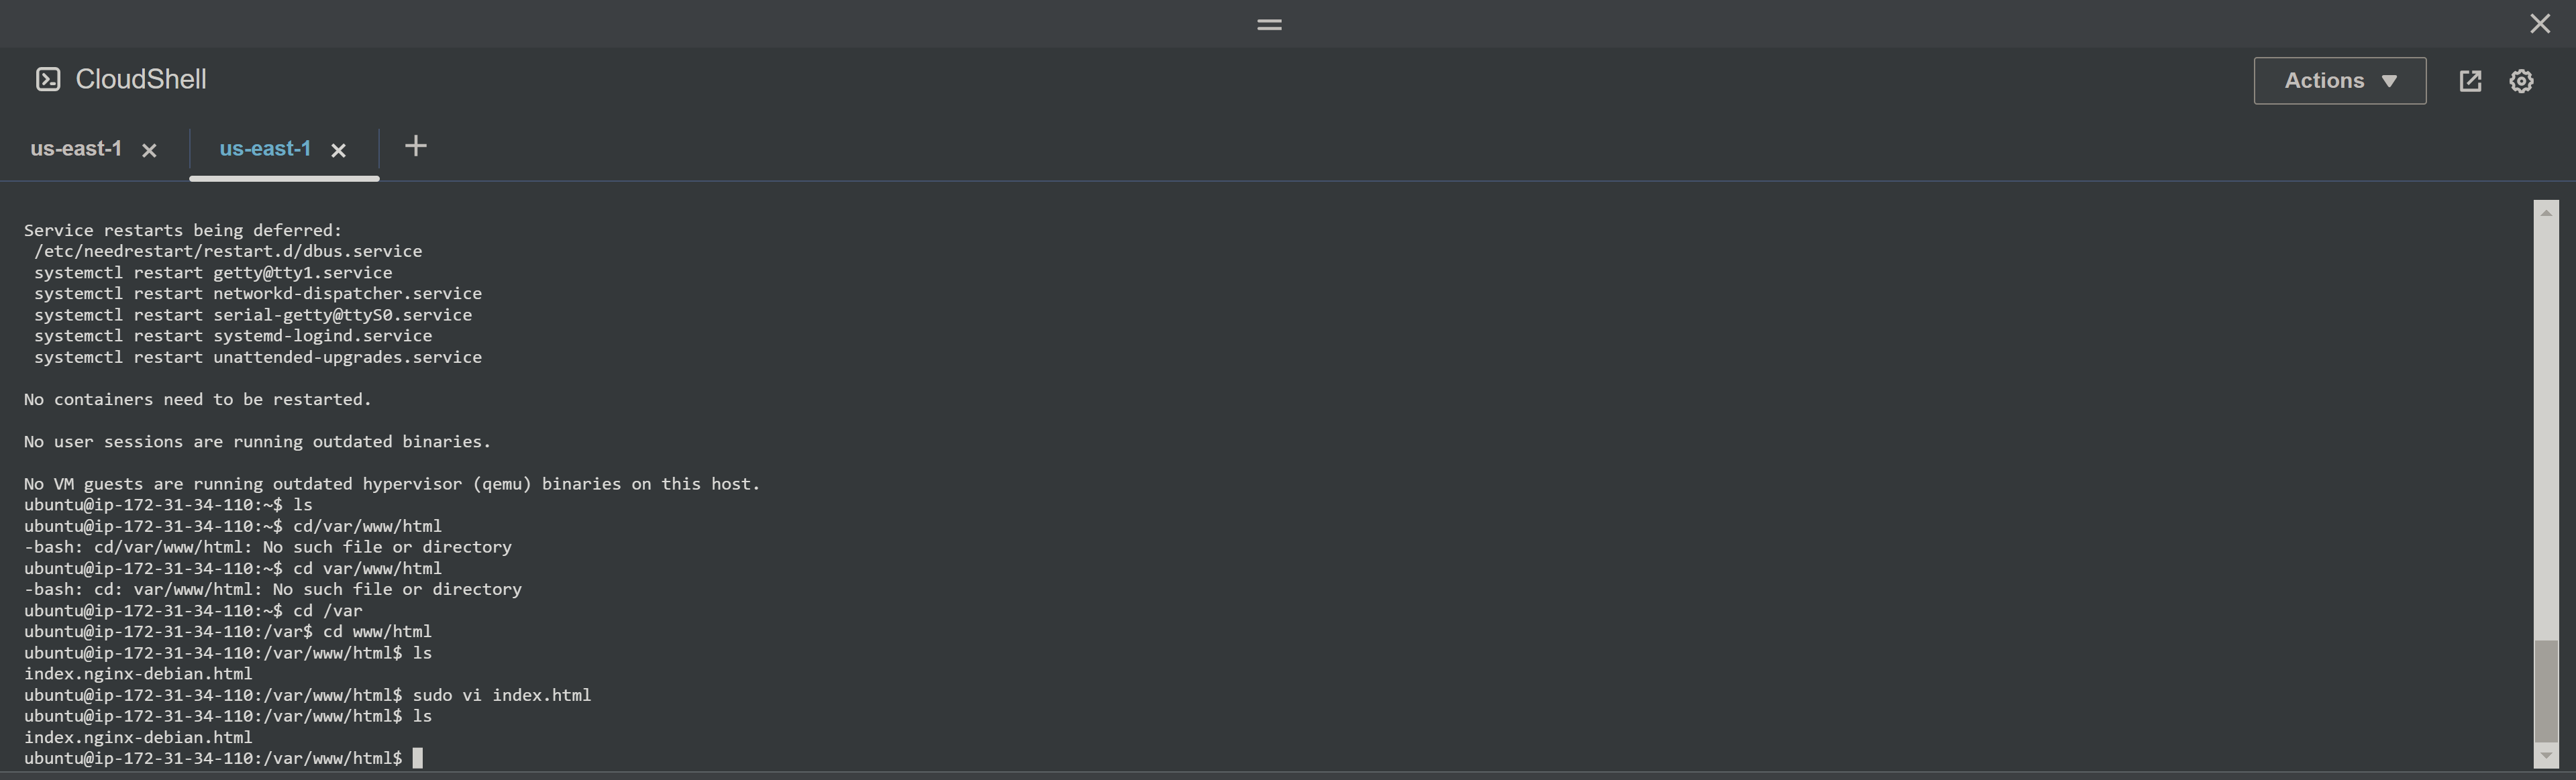 CloudShell
Actions
us-east-1
us-east-1
Service restarts being deferred:
 /etc/needrestart/restart.d/dbus.service
 systemctl restart getty@tty1.service
 systemctl restart networkd-dispatcher.service
 systemctl restart serial-getty@ttyS0.service
 systemctl restart systemd-logind.service
 systemctl restart unattended-upgrades.service
No containers need to be restarted.
No user sessions are running outdated binaries.
No VM guests are running outdated hypervisor (qemu) binaries on this host.
ubuntu@ip-172-31-34-110:~$ ls
ubuntu@ip-172-31-34-110:~$ cd/var/www/html
-bash: cd/var/www/html: No such file or directory
ubuntu@ip-172-31-34-110:~$ cd var/www/html
-bash: cd: var/www/html: No such file or directory
ubuntu@ip-172-31-34-110:~$ cd /var
ubuntu@ip-172-31-34-110:/var$ cd www/html
ubuntu@ip-172-31-34-110:/var/www/html$ ls
index.nginx-debian.html
ubuntu@ip-172-31-34-110:/var/www/html$ sudo vi index.html
ubuntu@ip-172-31-34-110:/var/www/html$ ls
index.nginx-debian.html
ubuntu@ip-172-31-34-110:/var/www/html$